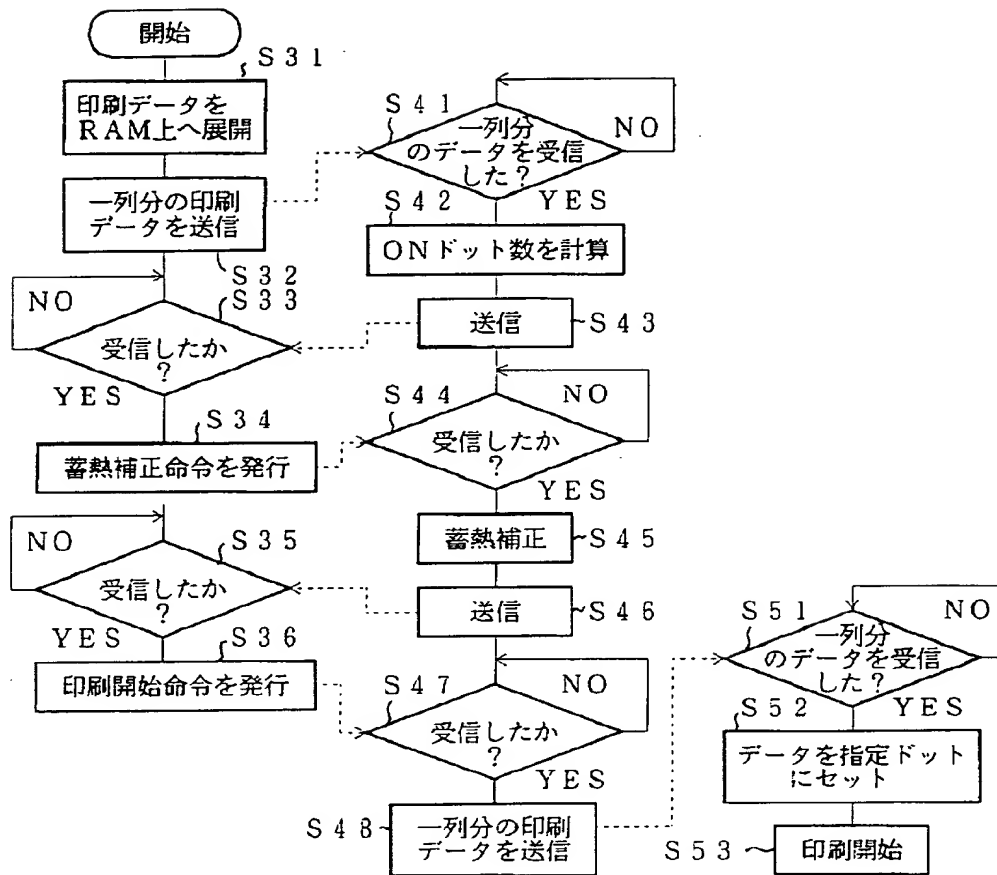 開始
S31
印刷データを
RAM上へ展開
一列分の印刷
データを送信
S32
NO
S33
受信したか
?
YES
S34
蓄熱補正命令を発行
NO
S35
受信したか
?
YES
S36
印刷開始命令を発行
S41
一列分
のデータを受信
した?
NO
S42
YES
ONドット数を計算
送信
S43
S44
NO
受信したか
?
YES
蓄熱補正
S45
送信
S46
S47
NO
受信したか
?
YES
S48
一列分の印刷
データを送信
S51
NO
一列分
のデータを受信
した?
S52
YES
データを指定ドット
にセット
S53
印刷開始